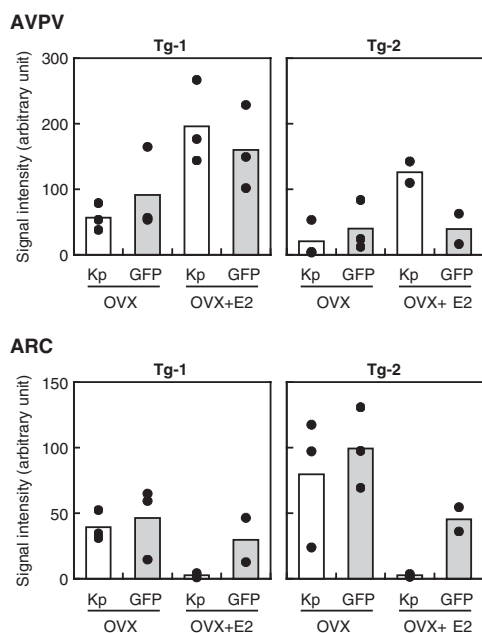 AVPV
Tg-1 Tg-2
Signal intensity (arbitrary unit)
300
200
100
0
Kp GFP Kp GFP Kp GFP Kp GFP
OVX OVX+E2 OVX OVX+ E2
ARC
Tg-1 Tg-2
Signal intensity (arbitrary unit)
150
100
50
0
Kp GFP Kp GFP Kp GFP Kp GFP
OVX OVX+E2 OVX OVX+ E2